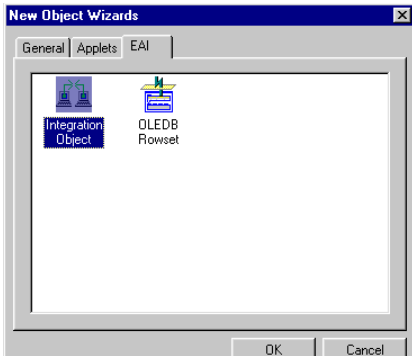 New Object Wizards
General Applets EAI
Integration OLEDB
Object Rowset
OK Cancel